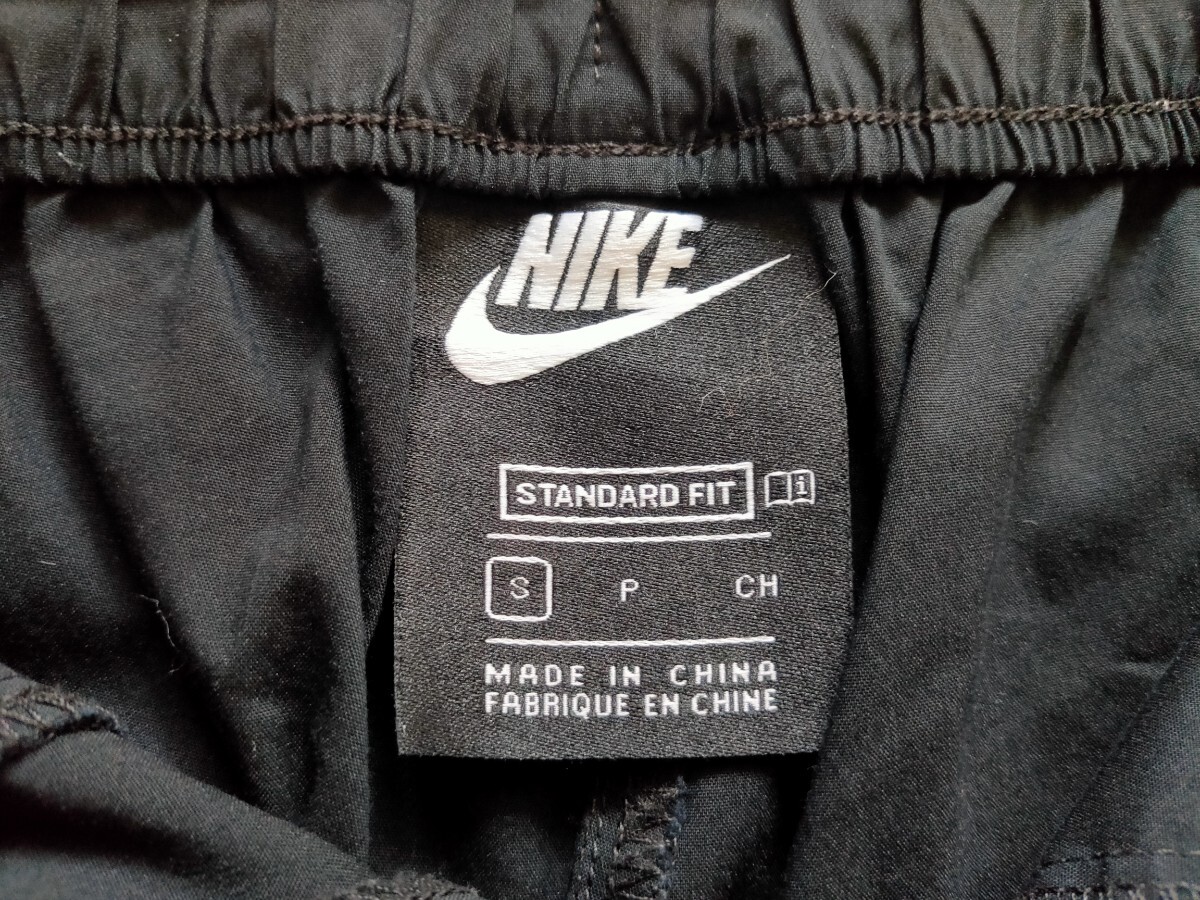 NIKE
STANDARD FIT i
S P CH
MADE IN CHINA
FABRIQUE EN CHINE